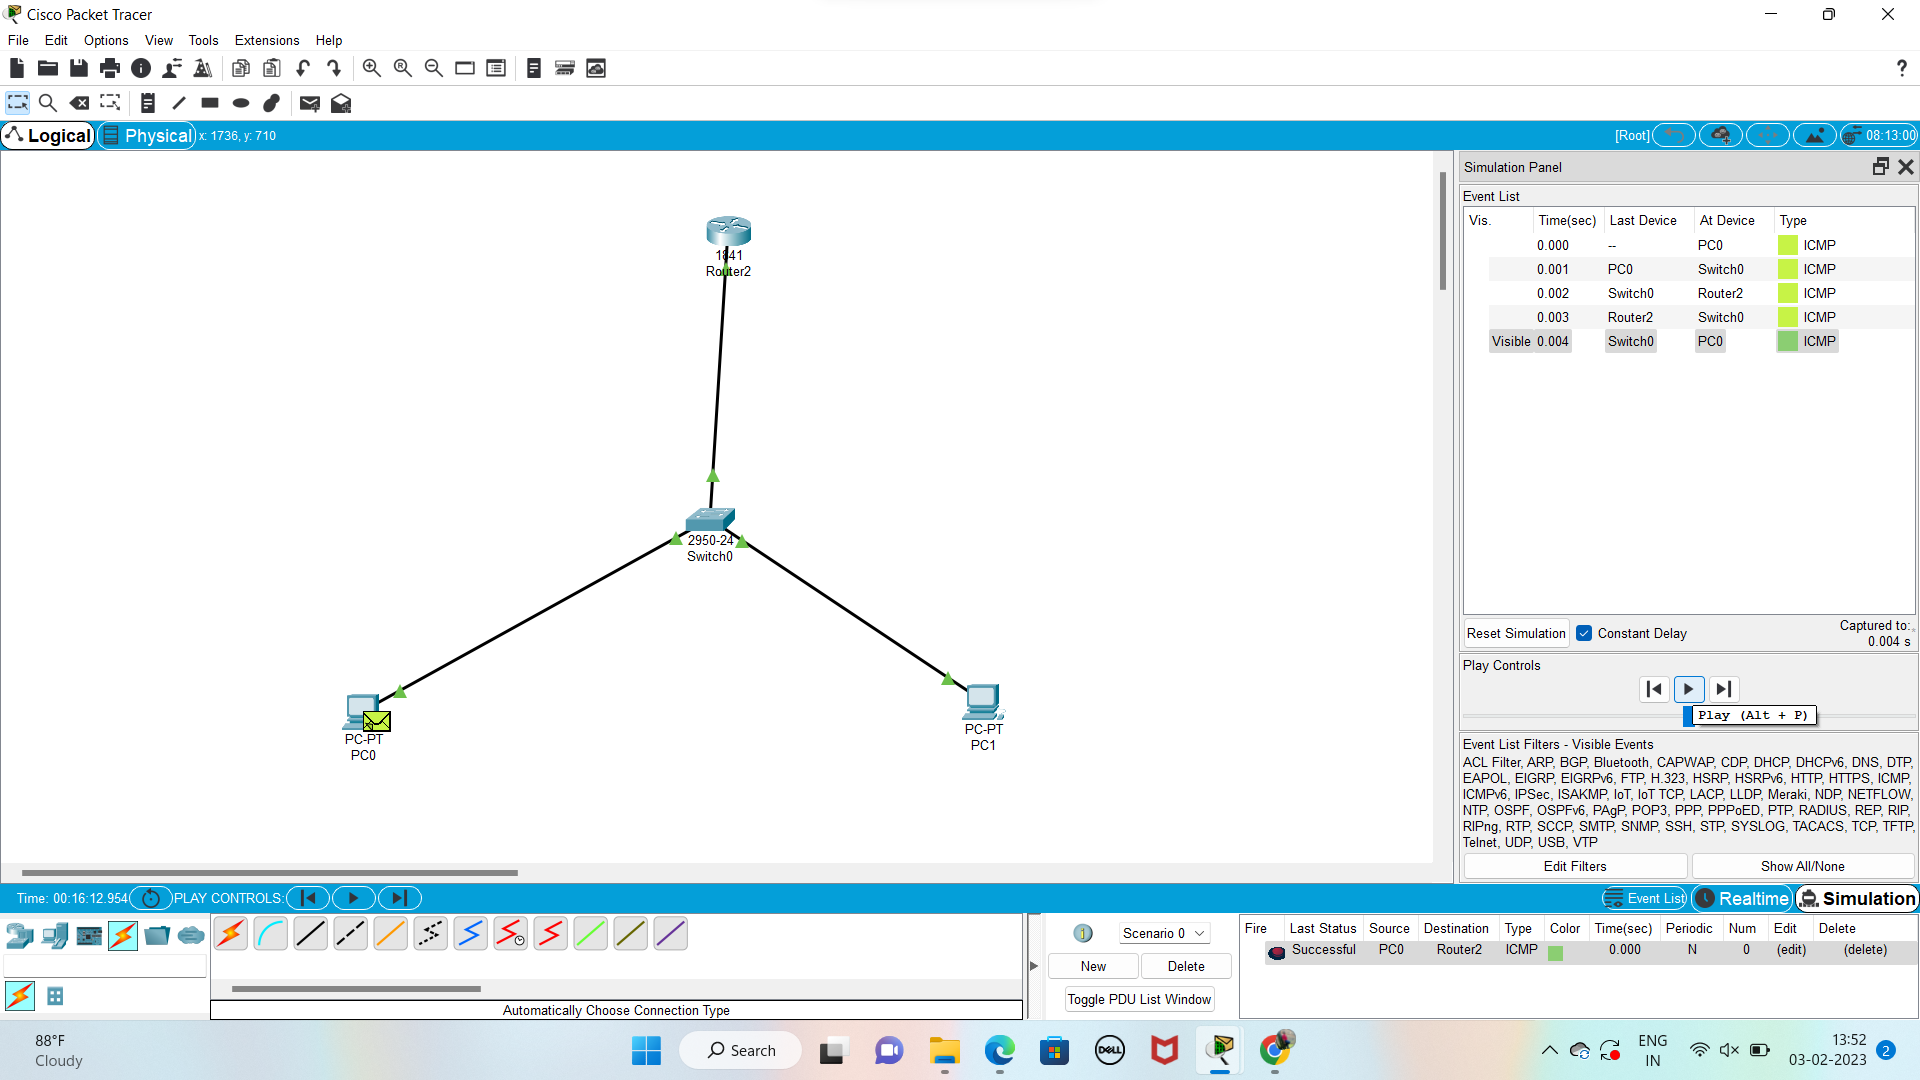 Cisco Packet Tracer
File Edit Options View Tools Extensions Help
?
Logical Physical x: 1736, y: 710 [Root] 08:13:00
Simulation Panel
Event List
Vis. Time(sec) Last Device At Device Type
0.000 -- PC0 ICMP
0.001 PC0 Switch0 ICMP
0.002 Switch0 Router2 ICMP
0.003 Router2 Switch0 ICMP
Visible 0.004 Switch0 PC0 ICMP
1841
Router2
2950-24
Switch0
PC-PT
PC0
PC-PT
PC1
Reset Simulation Constant Delay Captured to:
0.004 s
Play Controls
Play (Alt + P)
Event List Filters - Visible Events
ACL Filter, ARP, BGP, Bluetooth, CAPWAP, CDP, DHCP, DHCPv6, DNS, DTP,
EAPOL, EIGRP, EIGRPv6, FTP, H.323, HSRP, HSRPv6, HTTP, HTTPS, ICMP,
ICMPv6, IPSec, ISAKMP, IoT, IoT TCP, LACP, LLDP, Meraki, NDP, NETFLOW,
NTP, OSPF, OSPFv6, PAgP, POP3, PPP, PPPoED, PTP, RADIUS, REP, RIP,
RIPng, RTP, SCCP, SMTP, SNMP, SSH, STP, SYSLOG, TACACS, TCP, TFTP,
Telnet, UDP, USB, VTP
Edit Filters Show All/None
Time: 00:16:12.954 PLAY CONTROLS: Event List Realtime Simulation
Scenario 0
New Delete
Toggle PDU List Window
Fire Last Status Source Destination Type Color Time(sec) Periodic Num Edit Delete
Successful PC0 Router2 ICMP 0.000 N 0 (edit) (delete)
Automatically Choose Connection Type
88°F
Cloudy
Search
DELL
ENG
IN
13:52
03-02-2023
2